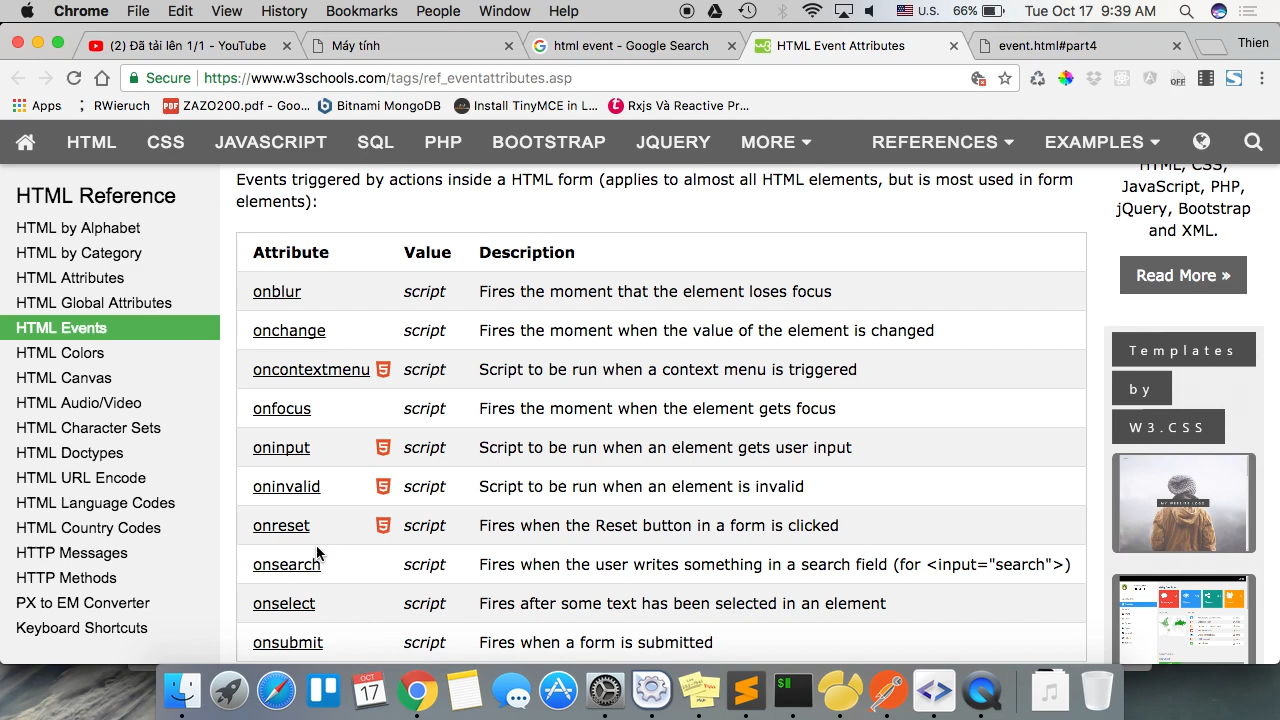 Chrome File Edit View History Bookmarks People Window Help U.S. 66% Tue Oct 17 9:39 AM
(2) Đã tải lên 1/1 - YouTube
Máy tính
html event - Google Search
HTML Event Attributes
event.html#part4
Thien
Secure https://www.w3schools.com/tags/ref_eventattributes.asp
OFF
Apps RWieruch ZAZO200.pdf - Goo... Bitnami MongoDB Install TinyMCE in L... Rxjs Và Reactive Pr...
HTML CSS JAVASCRIPT SQL PHP BOOTSTRAP JQUERY MORE REFERENCES EXAMPLES
HTML Reference
HTML by Alphabet
HTML by Category
HTML Attributes
HTML Global Attributes
HTML Events
HTML Colors
HTML Canvas
HTML Audio/Video
HTML Character Sets
HTML Doctypes
HTML URL Encode
HTML Language Codes
HTML Country Codes
HTTP Messages
HTTP Methods
PX to EM Converter
Keyboard Shortcuts
Events triggered by actions inside a HTML form (applies to almost all HTML elements, but is most used in form
elements):
Attribute Value Description
onblur script Fires the moment that the element loses focus
onchange script Fires the moment when the value of the element is changed
oncontextmenu script Script to be run when a context menu is triggered
onfocus script Fires the moment when the element gets focus
oninput script Script to be run when an element gets user input
oninvalid script Script to be run when an element is invalid
onreset script Fires when the Reset button in a form is clicked
onsearch script Fires when the user writes something in a search field (for <input="search">)
onselect script Fires after some text has been selected in an element
onsubmit script Fires when a form is submitted
HTML, CSS,
JavaScript, PHP,
jQuery, Bootstrap
and XML.
Read More »
Templates
by
W3.CSS
MY WEBSITE LOGO
OCT
17